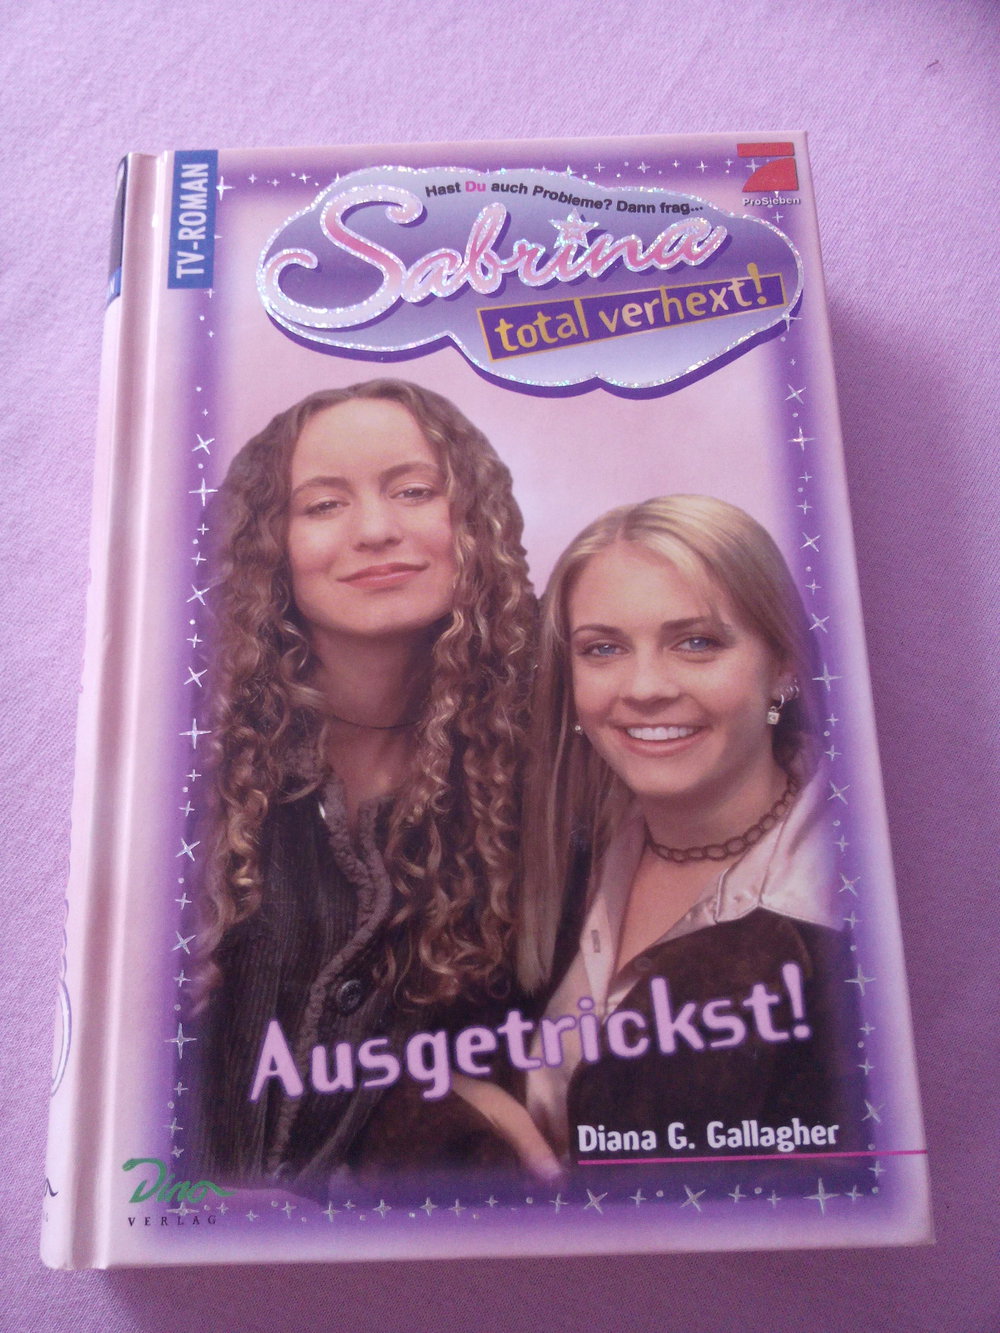 TV-ROMAN
Hast Du auch Probleme? Dann frag...
Sabrina
total verhext!
ProSieben
Ausgetrickst!
Diana G. Gallagher
Dino
VERLAG